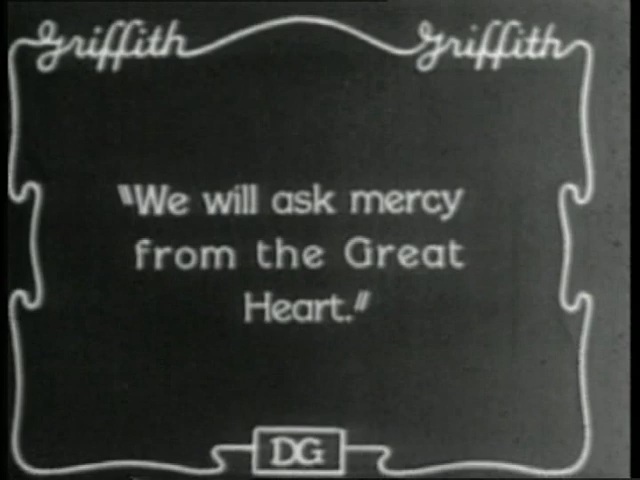 Griffith Griffith
"We will ask mercy
from the Great
Heart."
DG